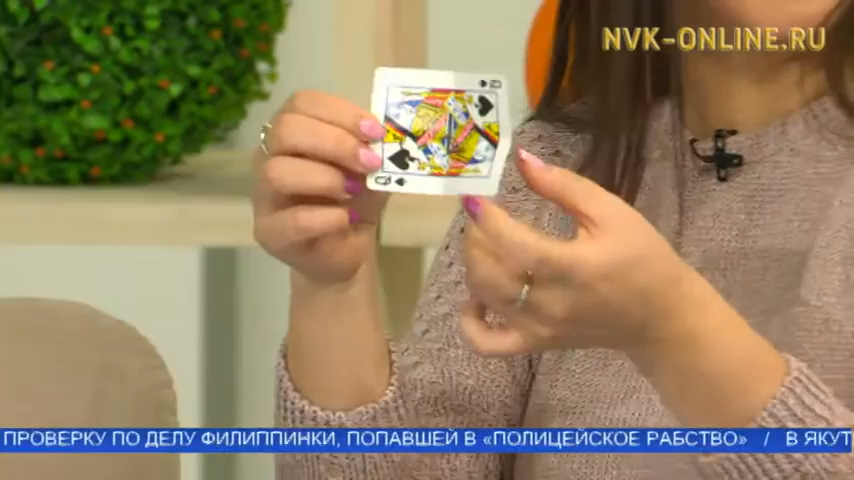 NVK-ONLINE.RU
Q
Q
ПРОВЕРКУ ПО ДЕЛУ ФИЛИППИНКИ, ПОПАВШЕЙ В «ПОЛИЦЕЙСКОЕ РАБСТВО» / В ЯКУТ